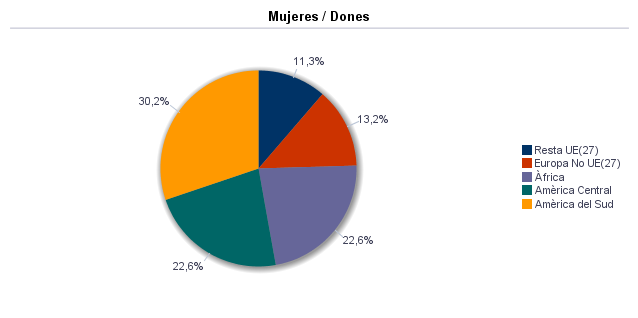 Mujeres / Dones
11,3%
30,2%
13,2%
22,6%
22,6%
Resta UE(27)
Europa No UE(27)
Àfrica
Amèrica Central
Amèrica del Sud